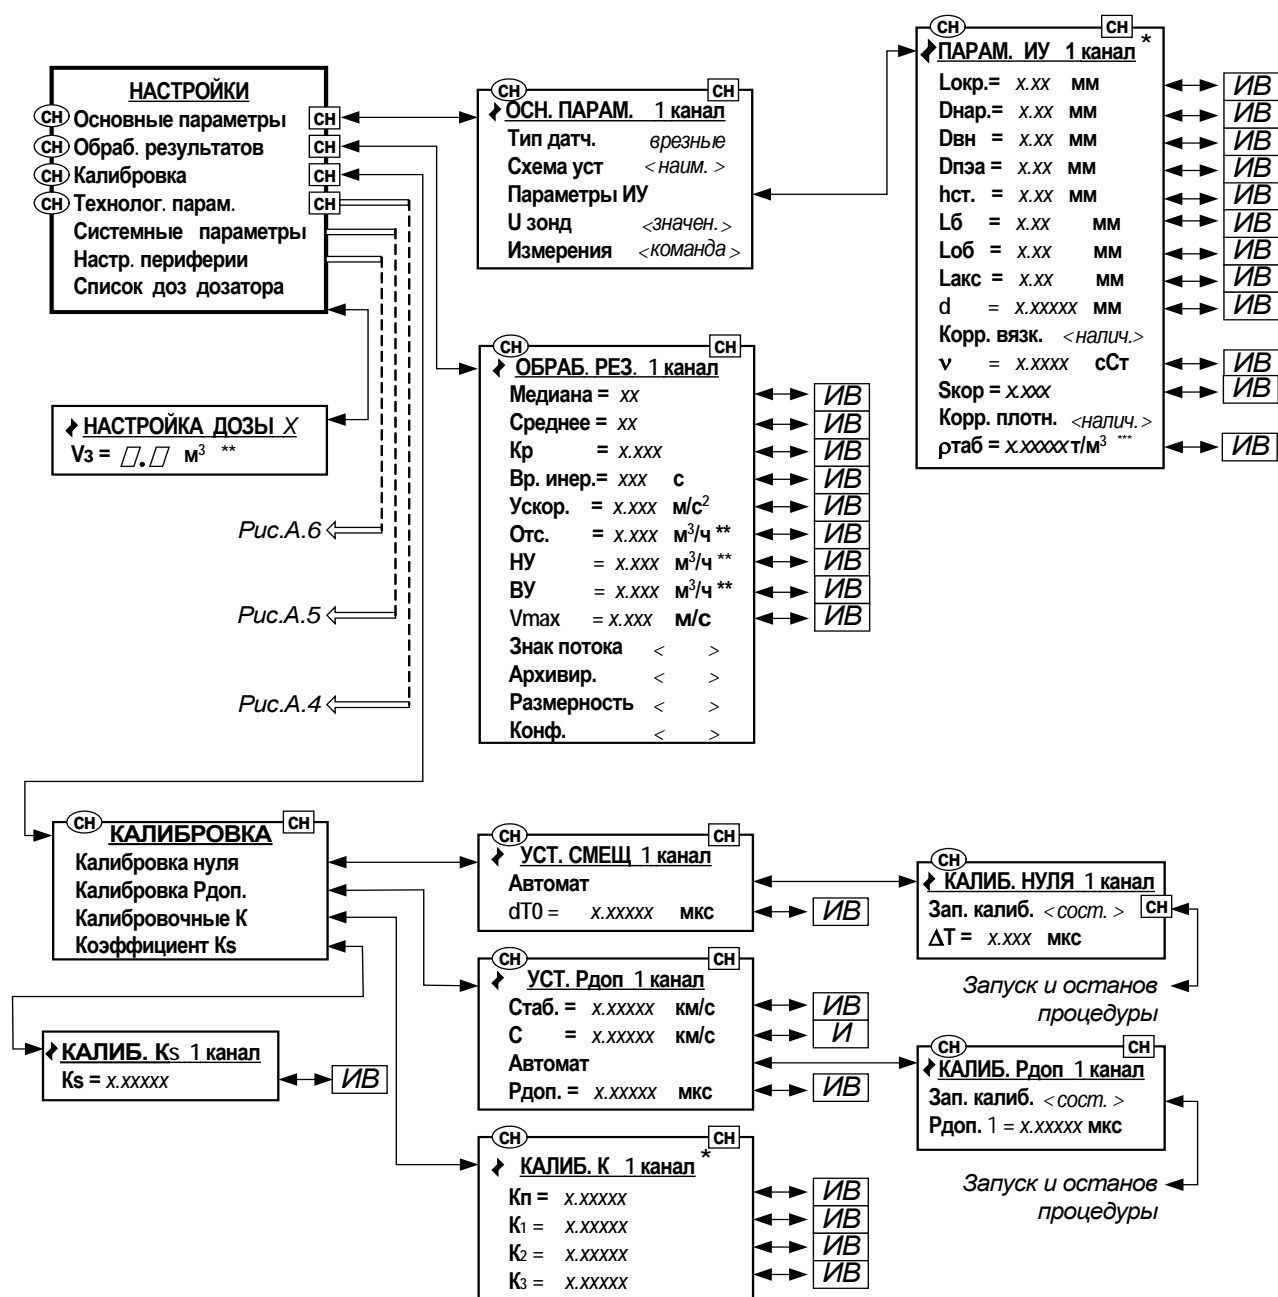 НАСТРОЙКИ
СН Основные параметры СН
СН Обраб. результатов СН
СН Калибровка СН
СН Технолог. парам. СН
Системные параметры
Настр. периферии
Список доз дозатора
НАСТРОЙКА ДОЗЫ X
Vз = . м³ **
Рис.А.6
Рис.А.5
Рис.А.4
СН СН
ОСН. ПАРАМ. 1 канал
Тип датч. врезные
Схема уст <наим. >
Параметры ИУ
U зонд <значен.>
Измерения <команда>
СН СН
ПАРАМ. ИУ 1 канал *
Lокр.= x.xx мм ИВ
Dнар.= x.xx мм ИВ
Dвн = x.xx мм ИВ
Dпэа = x.xx мм ИВ
hст. = x.xx мм ИВ
Lб = x.xx мм ИВ
Lоб = x.xx мм ИВ
Lакс = x.xx мм ИВ
d = x.xxxxx мм ИВ
Корр. вязк. <налич.>
ν = x.xxxx сСт ИВ
Sкор = x.xxx ИВ
Корр. плотн. <налич.>
ρтаб = x.xxxxx т/м³ *** ИВ
СН СН
ОБРАБ. РЕЗ. 1 канал
Медиана = xx ИВ
Среднее = xx ИВ
Кр = x.xxx ИВ
Вр. инер.= xxx с ИВ
Ускор. = x.xxx м/с² ИВ
Отс. = x.xxx м³/ч ** ИВ
НУ = x.xxx м³/ч ** ИВ
ВУ = x.xxx м³/ч ** ИВ
Vmax = x.xxx м/с ИВ
Знак потока < >
Архивир. < >
Размерность < >
Конф. < >
СН СН
КАЛИБРОВКА
Калибровка нуля
Калибровка Рдоп.
Калибровочные К
Коэффициент Кs
КАЛИБ. Кs 1 канал
Кs = x.xxxxx ИВ
СН СН
УСТ. СМЕЩ 1 канал
Автомат
dT0 = x.xxxxx мкс ИВ
СН
КАЛИБ. НУЛЯ 1 канал
Зап. калиб. <сост. > СН
ΔT = x.xxx мкс
Запуск и останов
процедуры
СН СН
УСТ. Рдоп 1 канал
Стаб. = x.xxxxx км/с ИВ
С = x.xxxxx км/с И
Автомат
Рдоп. = x.xxxxx мкс ИВ
СН СН
КАЛИБ. Рдоп 1 канал
Зап. калиб. <сост. >
Рдоп. 1 = x.xxxxx мкс
Запуск и останов
процедуры
СН СН
КАЛИБ. К 1 канал *
Кп = x.xxxxx ИВ
К1 = x.xxxxx ИВ
К2 = x.xxxxx ИВ
К3 = x.xxxxx ИВ